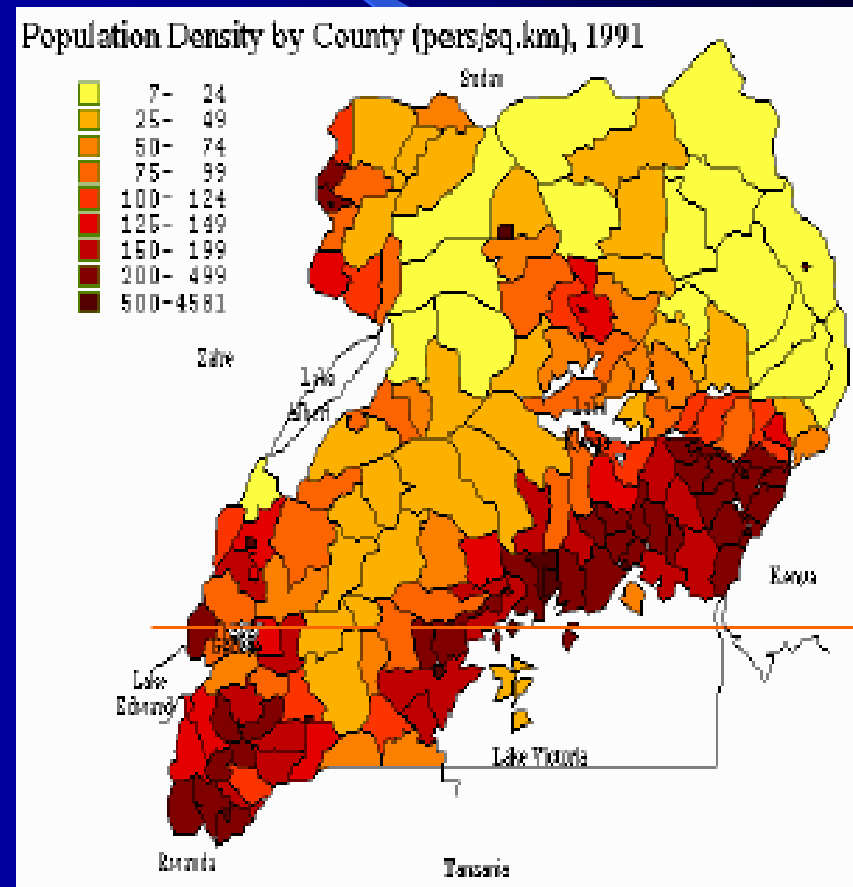 Population Density by County (pers/sq.km), 1991
Sudan
7- 24
25- 49
50- 74
75- 99
100- 124
125- 149
150- 199
200- 499
500-4581
Zaire
Lake
Albert
Lake
Kenya
Lake
Edward
Lake Victoria
Rwanda
Tanzania